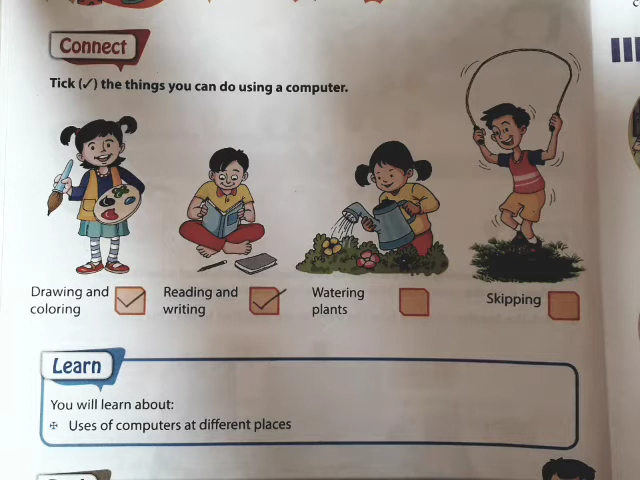 Connect
Tick (✓) the things you can do using a computer.
Drawing and
coloring
Reading and
writing
Watering
plants
Skipping
Learn
You will learn about:
Uses of computers at different places